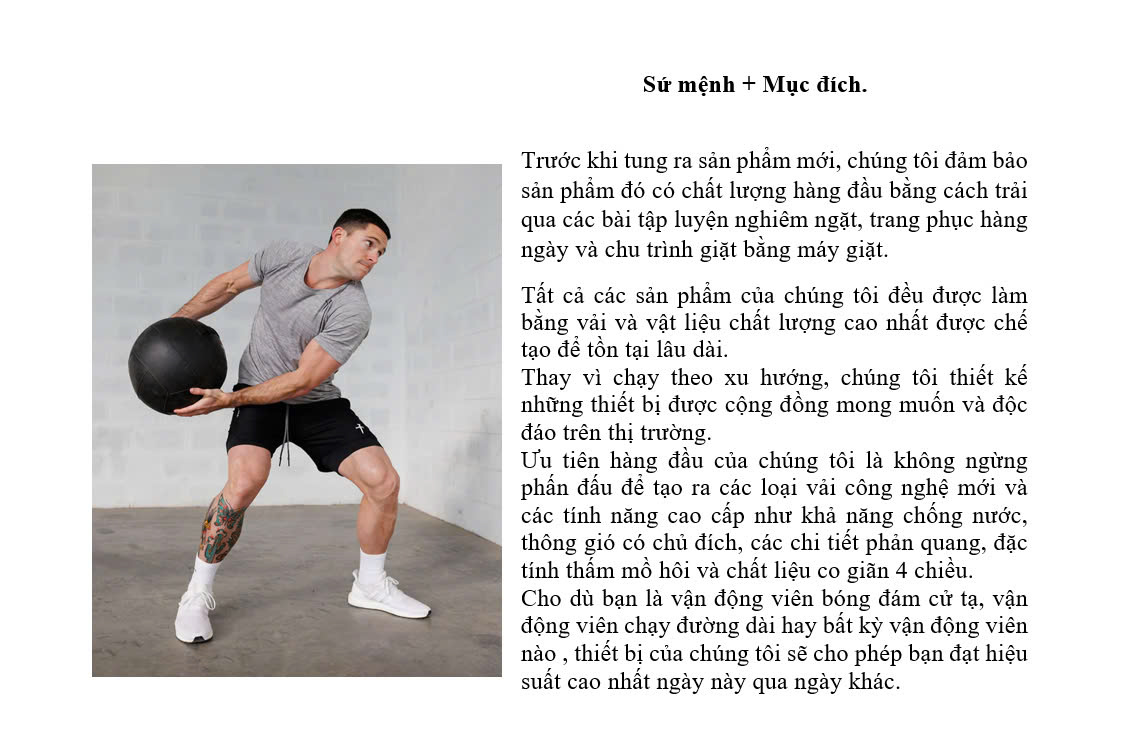 Sứ mệnh + Mục đích.
Trước khi tung ra sản phẩm mới, chúng tôi đảm bảo
sản phẩm đó có chất lượng hàng đầu bằng cách trải
qua các bài tập luyện nghiêm ngặt, trang phục hàng
ngày và chu trình giặt bằng máy giặt.
Tất cả các sản phẩm của chúng tôi đều được làm
bằng vải và vật liệu chất lượng cao nhất được chế
tạo để tồn tại lâu dài.
Thay vì chạy theo xu hướng, chúng tôi thiết kế
những thiết bị được cộng đồng mong muốn và độc
đáo trên thị trường.
Ưu tiên hàng đầu của chúng tôi là không ngừng
phấn đấu để tạo ra các loại vải công nghệ mới và
các tính năng cao cấp như khả năng chống nước,
thông gió có chủ đích, các chi tiết phản quang, đặc
tính thấm mồ hôi và chất liệu co giãn 4 chiều.
Cho dù bạn là vận động viên bóng đám cử tạ, vận
động viên chạy đường dài hay bất kỳ vận động viên
nào , thiết bị của chúng tôi sẽ cho phép bạn đạt hiệu
suất cao nhất ngày này qua ngày khác.